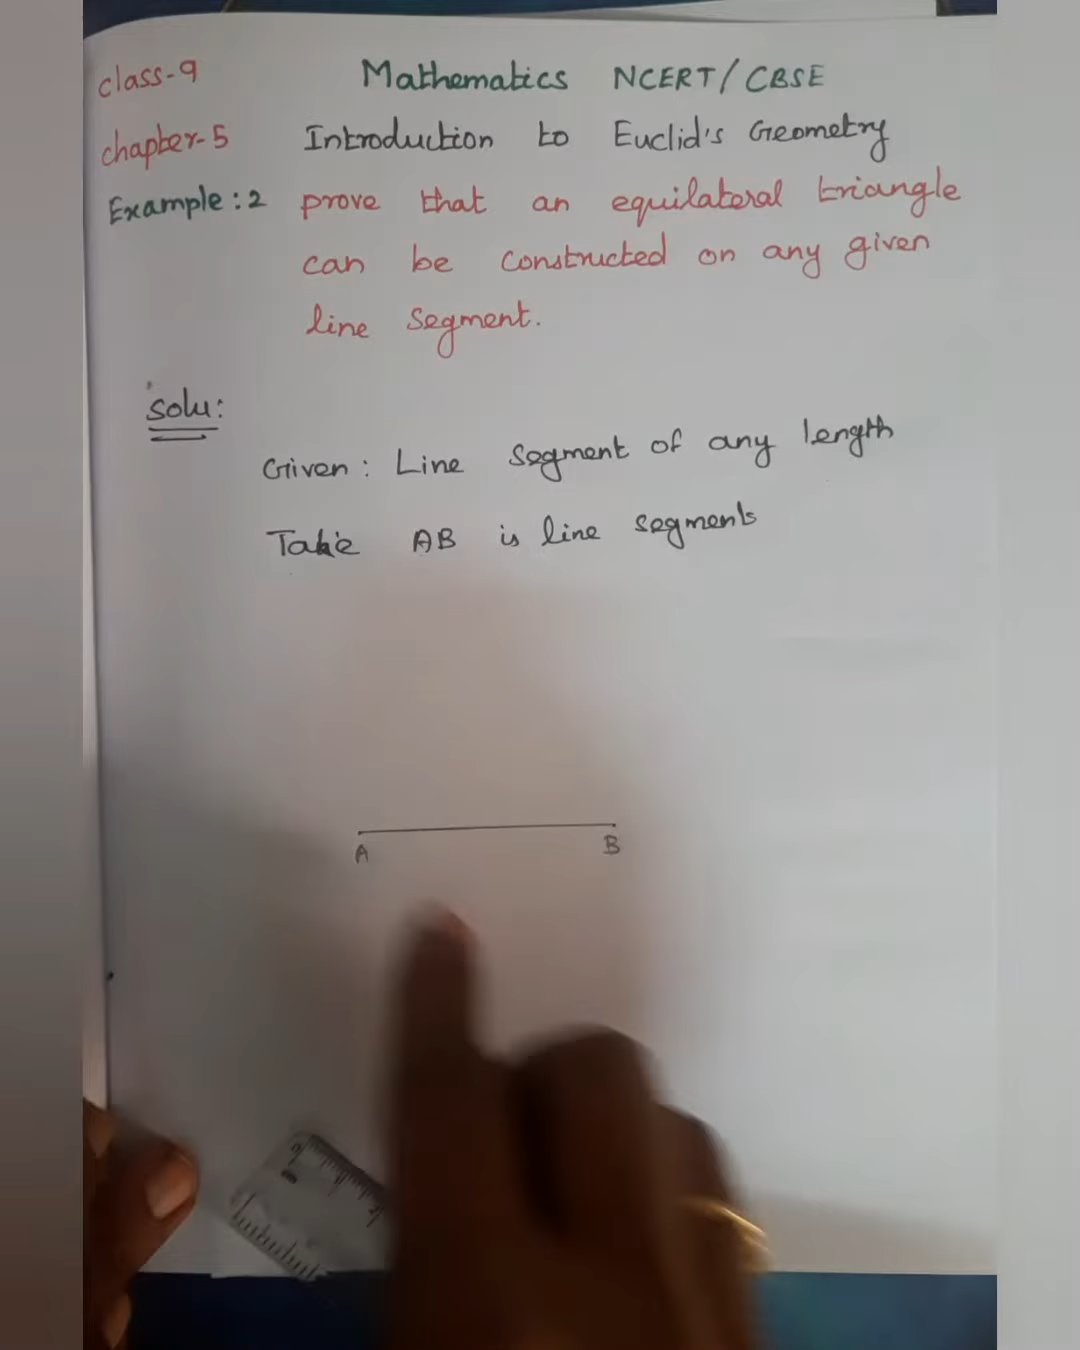 class-9 Mathematics NCERT/CBSE
chapter-5 Introduction to Euclid's Geometry
Example:2 prove that an equilateral triangle
can be constructed on any given
line segment.
Solu:
Given: Line segment of any length
Take AB is line segments
A B